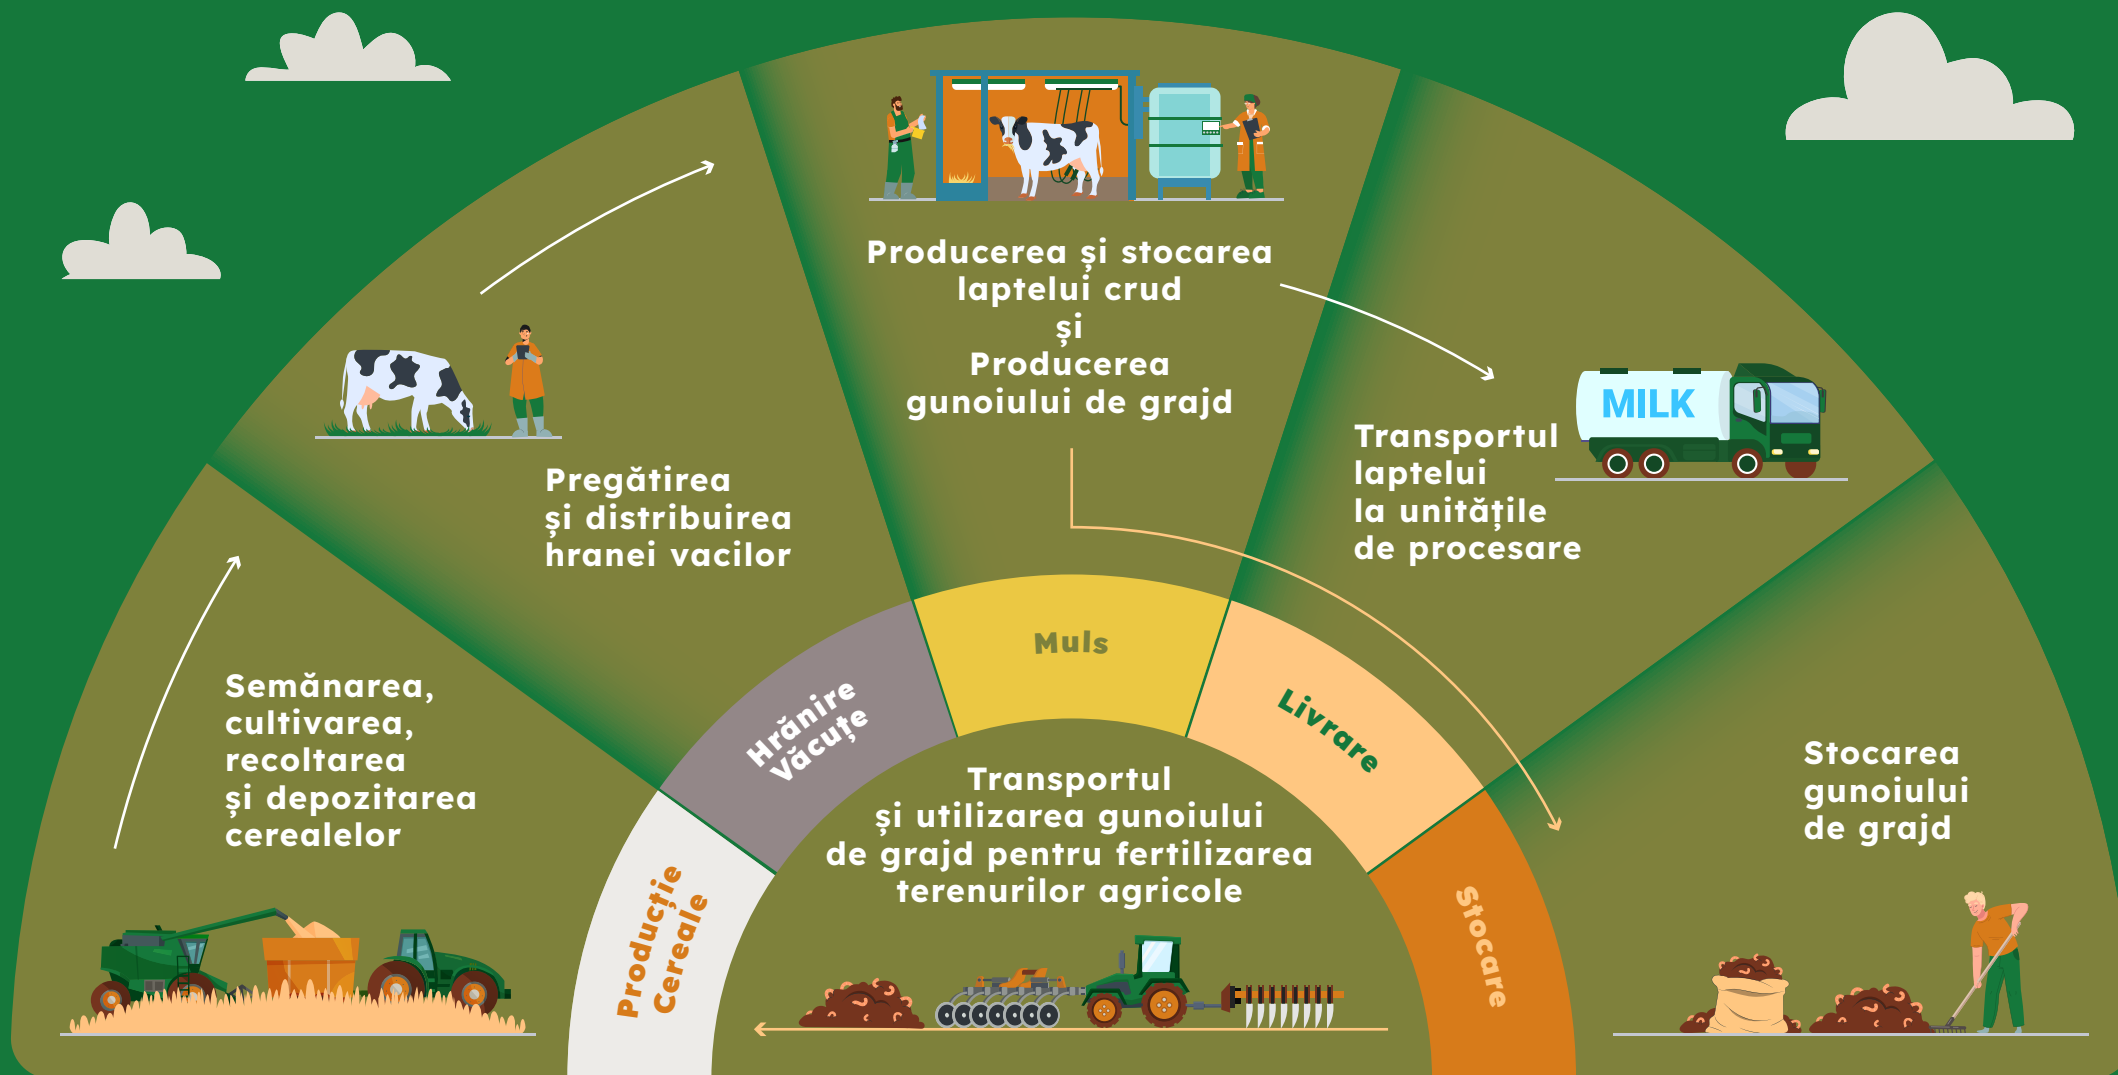 Semănarea,
cultivarea,
recoltarea
și depozitarea
cerealelor
Producție
Cereale
Pregătirea
și distribuirea
hranei vacilor
Hrănire
Văcuțe
Producerea și stocarea
laptelui crud
și
Producerea
gunoiului de grajd
Muls
Transportul
laptelui
la unitățile
de procesare
MILK
Livrare
Stocarea
gunoiului
de grajd
Stocare
Transportul
și utilizarea gunoiului
de grajd pentru fertilizarea
terenurilor agricole